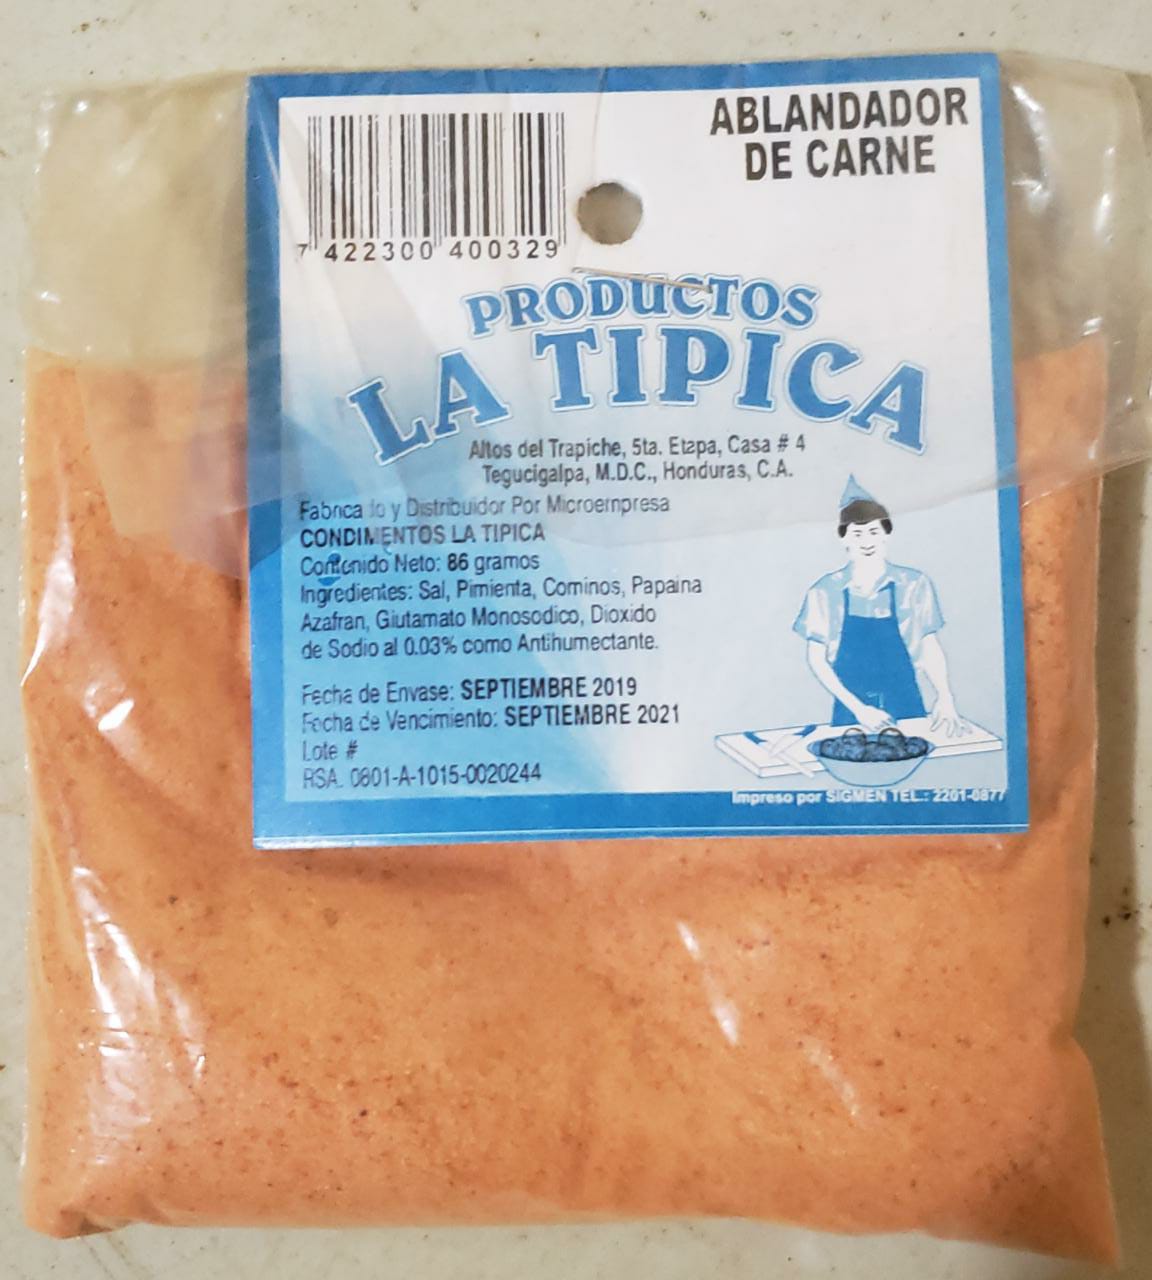 ABLANDADOR
DE CARNE
7 422300 400329
PRODUCTOS
LA TIPICA
Altos del Trapiche, 5ta. Etapa, Casa # 4
Tegucigalpa, M.D.C., Honduras, C.A.
Fabricado y Distribuidor Por Microempresa
CONDIMENTOS LA TIPICA
Contenido Neto: 86 gramos
Ingredientes: Sal, Pimienta, Cominos, Papaina
Azafran, Glutamato Monosodico, Dioxido
de Sodio al 0.03% como Antihumectante.
Fecha de Envase: SEPTIEMBRE 2019
Fecha de Vencimiento: SEPTIEMBRE 2021
Lote #
RSA. 0801-A-1015-0020244
Impreso por SIGMEN TEL.: 2201-0877